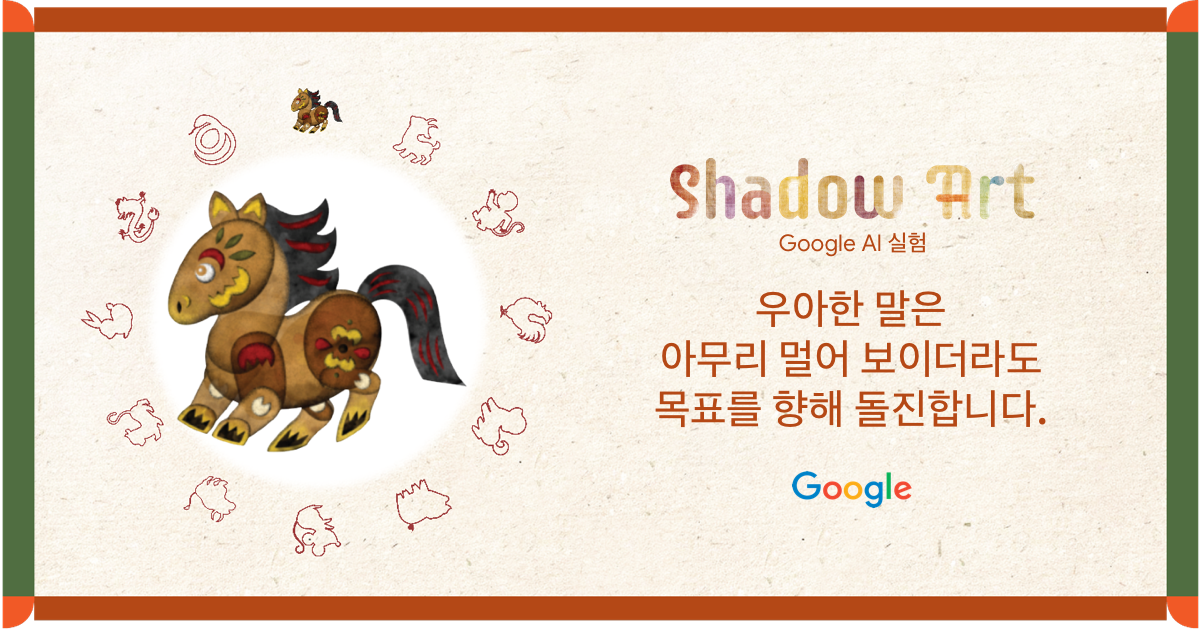 Shadow Art
Google AI 실험
우아한 말은
아무리 멀어 보이더라도
목표를 향해 돌진합니다.
Google